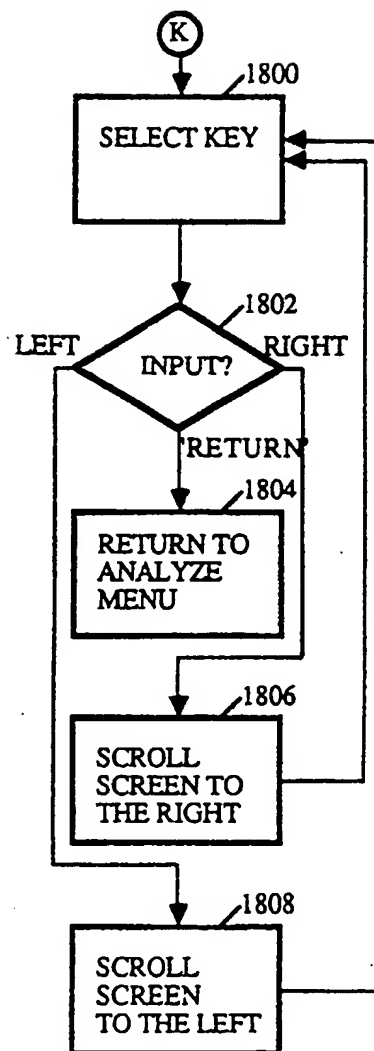 K
1800
SELECT KEY
1802
LEFT
INPUT?
RIGHT
'RETURN'
1804
RETURN TO
ANALYZE
MENU
1806
SCROLL
SCREEN TO
THE RIGHT
1808
SCROLL
SCREEN
TO THE LEFT